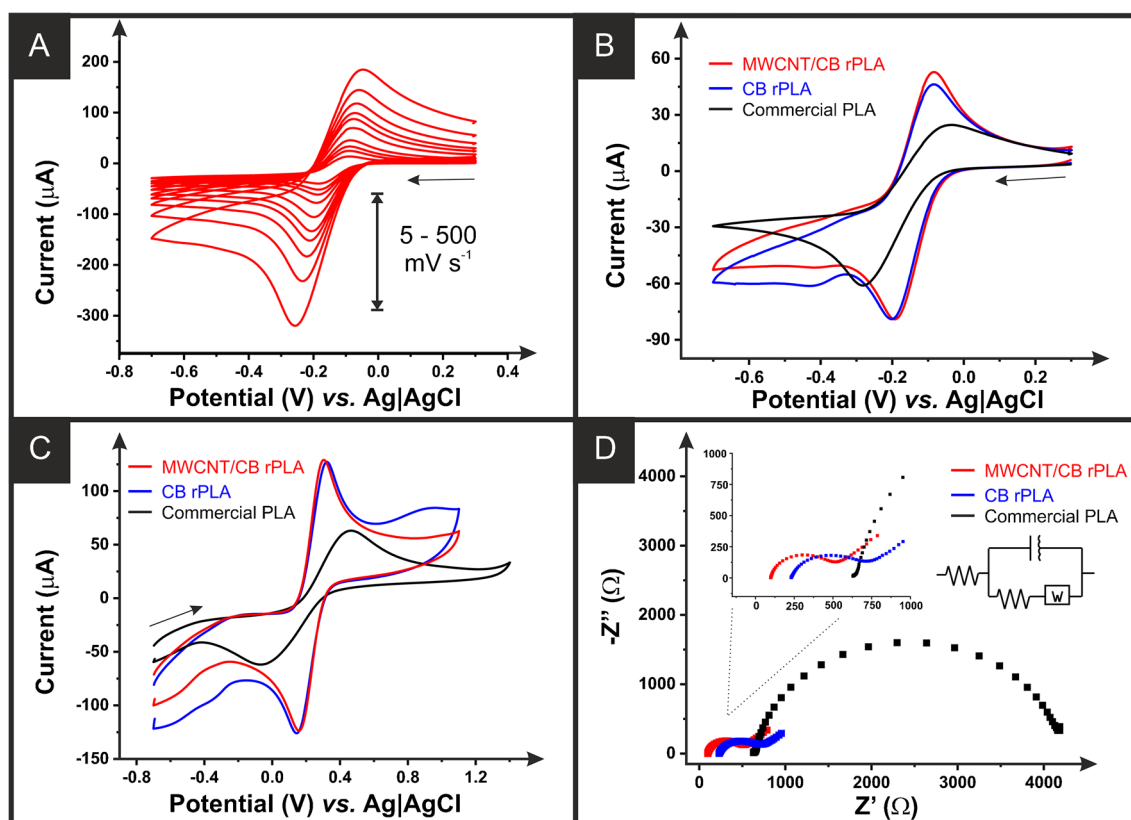 A
200
100
0
-100
-200
-300
Current (µA)
5 - 500
mV s⁻¹
-0.8
-0.6
-0.4
-0.2
0.0
0.2
0.4
Potential (V) vs. Ag|AgCl
B
MWCNT/CB rPLA
CB rPLA
Commercial PLA
60
30
0
-30
-60
-90
Current (µA)
-0.6
-0.4
-0.2
0.0
0.2
Potential (V) vs. Ag|AgCl
C
MWCNT/CB rPLA
CB rPLA
Commercial PLA
100
50
0
-50
-100
-150
Current (µA)
-0.8
-0.4
0.0
0.4
0.8
1.2
Potential (V) vs. Ag|AgCl
D
4000
3000
2000
1000
0
-Z'' (Ω)
1000
750
500
250
0
0
250
500
750
1000
MWCNT/CB rPLA
CB rPLA
Commercial PLA
W
0
1000
2000
3000
4000
Z' (Ω)